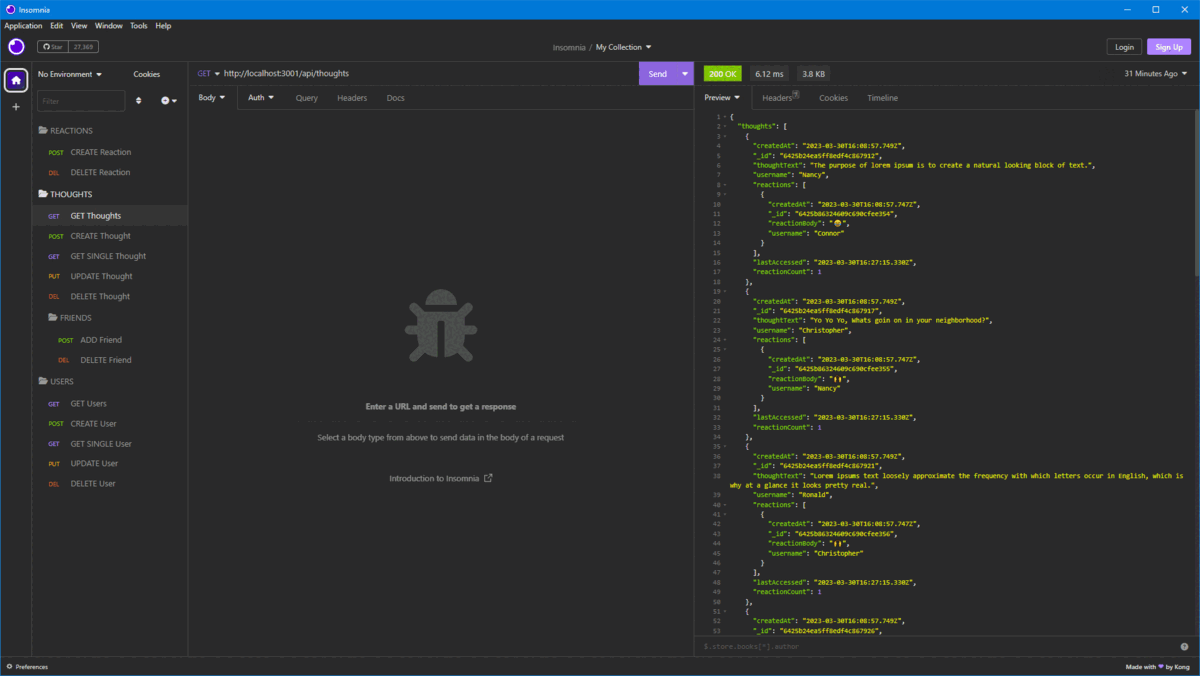 Insomnia
Application Edit View Window Tools Help
Star 27,369
Insomnia / My Collection
Login Sign Up
No Environment Cookies
Filter
REACTIONS
POST CREATE Reaction
DEL DELETE Reaction
THOUGHTS
GET GET Thoughts
POST CREATE Thought
GET GET SINGLE Thought
PUT UPDATE Thought
DEL DELETE Thought
FRIENDS
POST ADD Friend
DEL DELETE Friend
USERS
GET GET Users
POST CREATE User
GET GET SINGLE User
PUT UPDATE User
DEL DELETE User
GET http://localhost:3001/api/thoughts Send
Body Auth Query Headers Docs
Enter a URL and send to get a response
Select a body type from above to send data in the body of a request
Introduction to Insomnia
200 OK 6.12 ms 3.8 KB 31 Minutes Ago
Preview Headers Cookies Timeline
1 {
2 "thoughts": [
3 {
4 "createdAt": "2023-03-30T16:08:57.749Z",
5 "_id": "6425b24ea5ff8edf4c867912",
6 "thoughtText": "The purpose of lorem ipsum is to create a natural looking block of text.",
7 "username": "Nancy",
8 "reactions": [
9 {
10 "createdAt": "2023-03-30T16:08:57.747Z",
11 "_id": "6425b86324609c690cfee354",
12 "reactionBody": "😂",
13 "username": "Connor"
14 }
15 ],
16 "lastAccessed": "2023-03-30T16:27:15.330Z",
17 "reactionCount": 1
18 },
19 {
20 "createdAt": "2023-03-30T16:08:57.749Z",
21 "_id": "6425b24ea5ff8edf4c867917",
22 "thoughtText": "Yo Yo Yo, Whats goin on in your neighborhood?",
23 "username": "Christopher",
24 "reactions": [
25 {
26 "createdAt": "2023-03-30T16:08:57.747Z",
27 "_id": "6425b86324609c690cfee355",
28 "reactionBody": "",
29 "username": "Nancy"
30 }
31 ],
32 "lastAccessed": "2023-03-30T16:27:15.330Z",
33 "reactionCount": 1
34 },
35 {
36 "createdAt": "2023-03-30T16:08:57.749Z",
37 "_id": "6425b24ea5ff8edf4c867921",
38 "thoughtText": "Lorem ipsums text loosely approximate the frequency with which letters occur in English, which is
why at a glance it looks pretty real.",
39 "username": "Ronald",
40 "reactions": [
41 {
42 "createdAt": "2023-03-30T16:08:57.747Z",
43 "_id": "6425b86324609c690cfee356",
44 "reactionBody": "",
45 "username": "Christopher"
46 }
47 ],
48 "lastAccessed": "2023-03-30T16:27:15.330Z",
49 "reactionCount": 1
50 },
51 {
52 "createdAt": "2023-03-30T16:08:57.749Z",
53 "_id": "6425b24ea5ff8edf4c867926",
$.store.books[*].author
Preferences
Made with ♥ by Kong